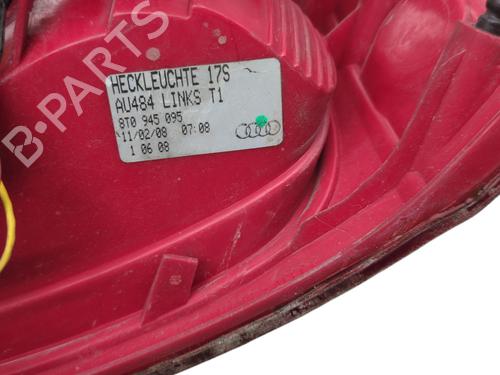 HECKLEUCHTE 17S
AU484 LINKS T1
8T0 945 095
11/02/08 07:08
1 06 08
B-PARTS